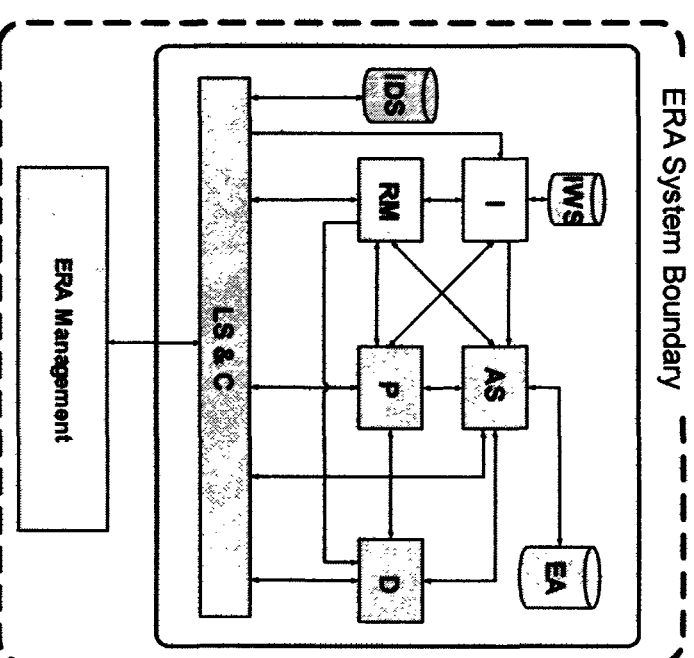 ERA System Boundary
IWS
EA
I
AS
RM
P
D
IDS
LS & C
ERA Management